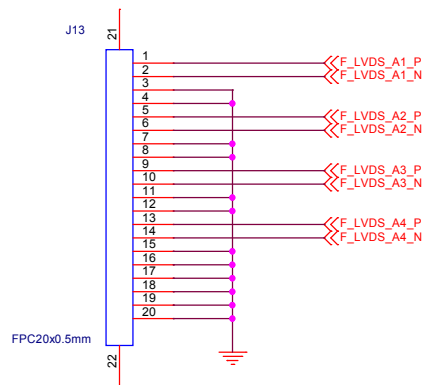 J13
21
1
F_LVDS_A1_P
2
F_LVDS_A1_N
3
4
5
F_LVDS_A2_P
6
F_LVDS_A2_N
7
8
9
F_LVDS_A3_P
10
F_LVDS_A3_N
11
12
13
F_LVDS_A4_P
14
F_LVDS_A4_N
15
16
17
18
19
20
FPC20x0.5mm
22